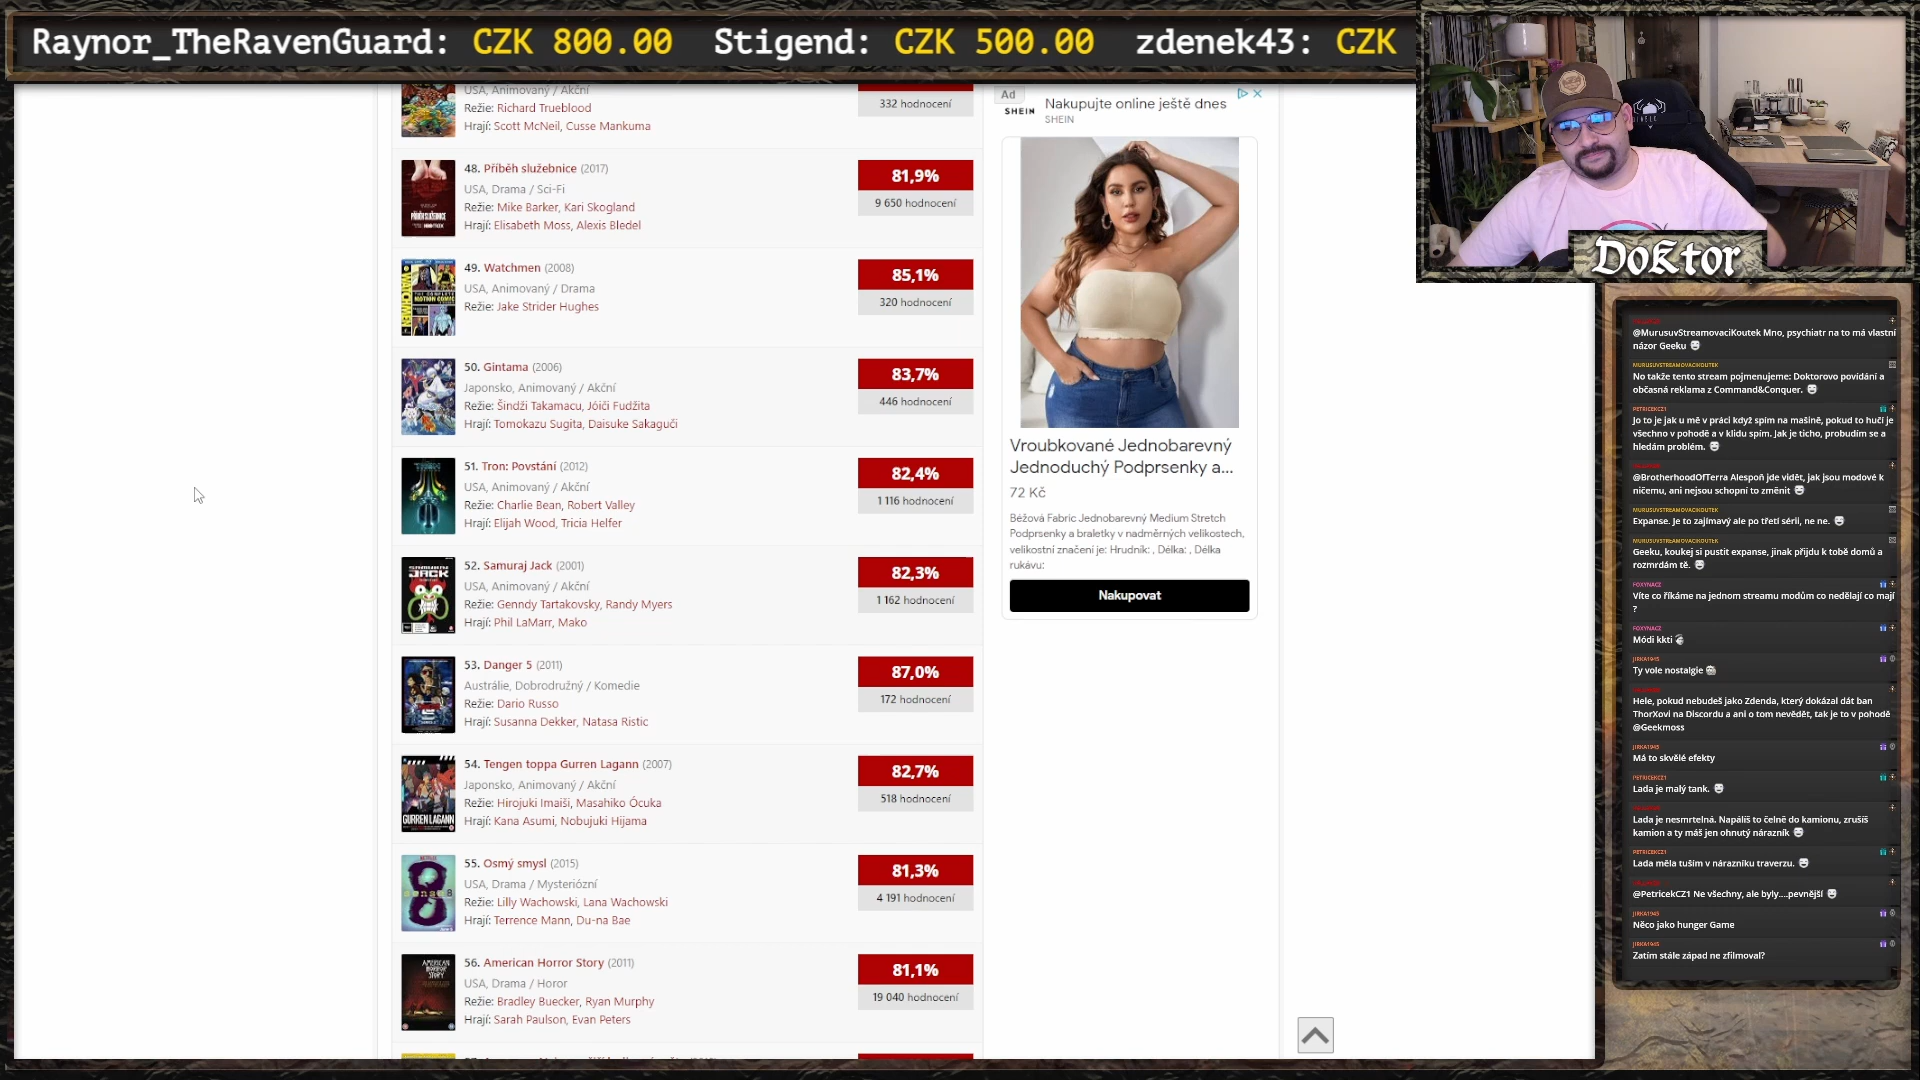 Raynor_TheRavenGuard: CZK 800.00 Stigend: CZK 500.00 zdenek43: CZK
USA, Animovaný / Akční
Režie: Richard Trueblood
Hrají: Scott McNeil, Cusse Mankuma
332 hodnocení
48. Příběh služebnice (2017)
USA, Drama / Sci-Fi
Režie: Mike Barker, Kari Skogland
Hrají: Elisabeth Moss, Alexis Bledel
81,9%
9 650 hodnocení
49. Watchmen (2008)
USA, Animovaný / Drama
Režie: Jake Strider Hughes
85,1%
320 hodnocení
50. Gintama (2006)
Japonsko, Animovaný / Akční
Režie: Šindži Takamacu, Jóiči Fudžita
Hrají: Tomokazu Sugita, Daisuke Sakaguči
83,7%
446 hodnocení
51. Tron: Povstání (2012)
USA, Animovaný / Akční
Režie: Charlie Bean, Robert Valley
Hrají: Elijah Wood, Tricia Helfer
82,4%
1 116 hodnocení
52. Samuraj Jack (2001)
USA, Animovaný / Akční
Režie: Genndy Tartakovsky, Randy Myers
Hrají: Phil LaMarr, Mako
82,3%
1 162 hodnocení
53. Danger 5 (2011)
Austrálie, Dobrodružný / Komedie
Režie: Dario Russo
Hrají: Susanna Dekker, Natasa Ristic
87,0%
172 hodnocení
54. Tengen toppa Gurren Lagann (2007)
Japonsko, Animovaný / Akční
Režie: Hirojuki Imaiši, Masahiko Ócuka
Hrají: Kana Asumi, Nobujuki Hijama
82,7%
518 hodnocení
55. Osmý smysl (2015)
USA, Drama / Mysteriózní
Režie: Lilly Wachowski, Lana Wachowski
Hrají: Terrence Mann, Du-na Bae
81,3%
4 191 hodnocení
56. American Horror Story (2011)
USA, Drama / Horor
Režie: Bradley Buecker, Ryan Murphy
Hrají: Sarah Paulson, Evan Peters
81,1%
19 040 hodnocení
Ad
SHEIN
Nakupujte online ještě dnes
SHEIN
Vroubkované Jednobarevný
Jednoduchý Podprsenky a...
72 Kč
Béžová Fabric Jednobarevný Medium Stretch
Podprsenky a braletky v nadměrných velikostech,
velikostní značení je: Hrudník: , Délka: , Délka
rukávu:
Nakupovat
Doktor
@MurusuvStreamovaciKoutek Mno, psychiatr na to má vlastní
názor Geeku
MURUSUVSTREAMOVACIKOUTEK
No takže tento stream pojmenujeme: Doktorovo povídání a
občasná reklama z Command&Conquer.
PETRICEKCZ1
Jo to je jak u mě v práci když spím na mašině, pokud to hučí je
všechno v pohodě a v klidu spím. Jak je ticho, probudím se a
hledám problém.
@BrotherhoodOfTerra Alespoň jde vidět, jak jsou modové k
ničemu, ani nejsou schopní to změnit
MURUSUVSTREAMOVACIKOUTEK
Expanse. Je to zajímavý ale po třetí sérii, ne ne.
MURUSUVSTREAMOVACIKOUTEK
Geeku, koukej si pustit expanse, jinak přijdu k tobě domů a
rozmrdám tě.
FOXYNACZ
Víte co říkáme na jednom streamu modům co nedělají co mají
?
FOXYNACZ
Módi kkti
JIRKA1945
Ty vole nostalgie
Hele, pokud nebudeš jako Zdenda, který dokázal dát ban
ThorXovi na Discordu a ani o tom nevědět, tak je to v pohodě
@Geekmoss
JIRKA1945
Má to skvělé efekty
PETRICEKCZ1
Lada je malý tank.
Lada je nesmrtelná. Napálíš to čelně do kamionu, zrušíš
kamion a ty máš jen ohnutý nárazník
PETRICEKCZ1
Lada měla tuším v nárazníku traverzu.
@PetricekCZ1 Ne všechny, ale byly....pevnější
JIRKA1945
Něco jako hunger Game
JIRKA1945
Zatím stále západ ne zfilmoval?